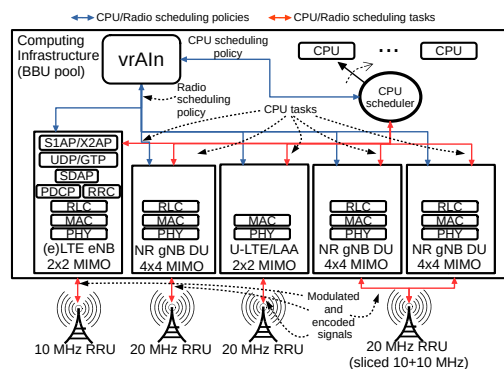 CPU/Radio scheduling policies
CPU/Radio scheduling tasks
Computing
Infrastructure
(BBU pool)
vrAIn
CPU scheduling
policy
CPU
...
CPU
CPU
scheduler
Radio
scheduling
policy
CPU tasks
S1AP/X2AP
UDP/GTP
SDAP
PDCP
RRC
RLC
MAC
PHY
(e)LTE eNB
2x2 MIMO
RLC
MAC
PHY
NR gNB DU
4x4 MIMO
MAC
PHY
U-LTE/LAA
2x2 MIMO
RLC
MAC
PHY
NR gNB DU
4x4 MIMO
RLC
MAC
PHY
NR gNB DU
4x4 MIMO
Modulated
and
encoded
signals
10 MHz RRU
20 MHz RRU
20 MHz RRU
20 MHz RRU
(sliced 10+10 MHz)